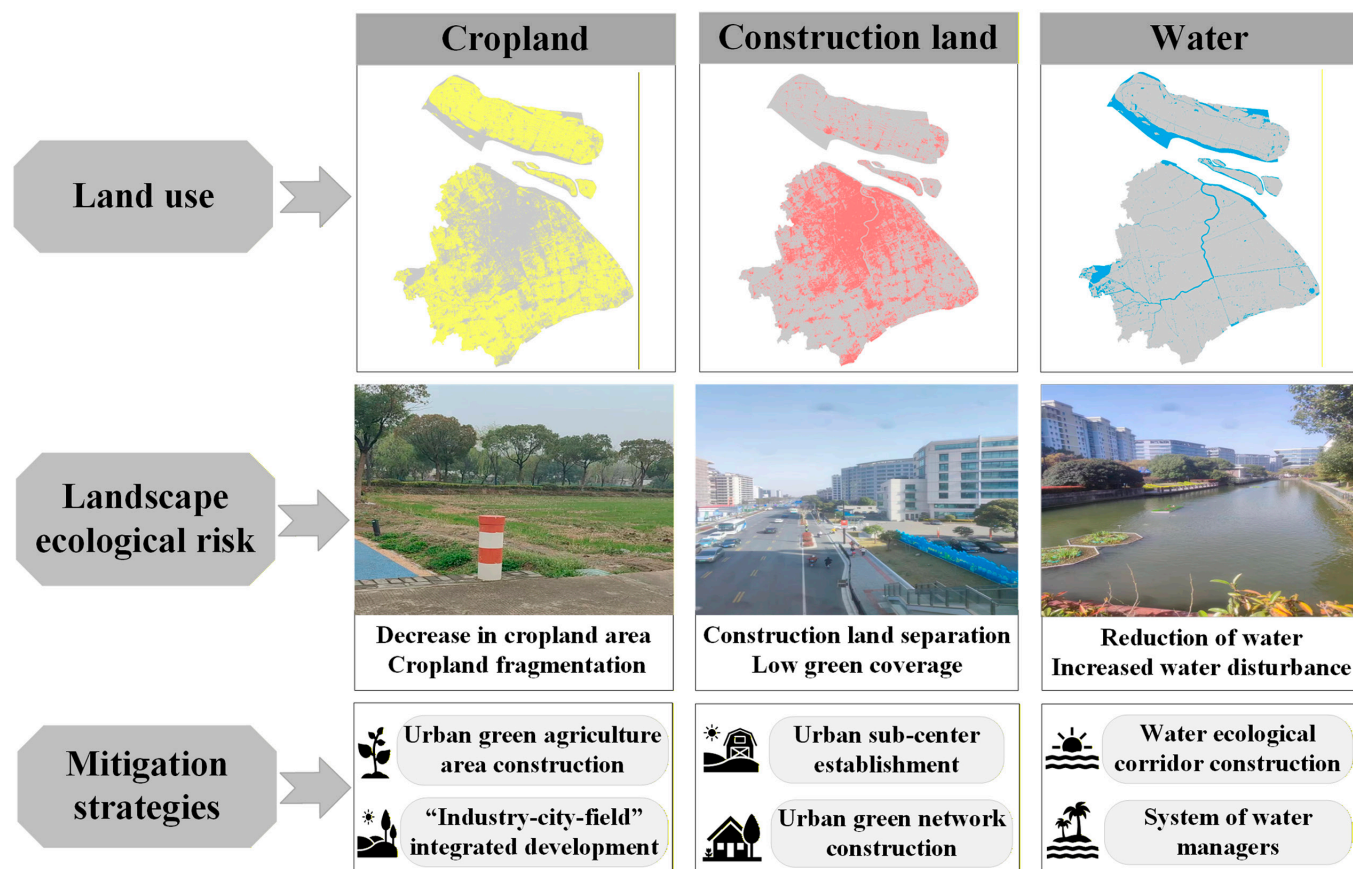 Cropland
Construction land
Water
Land use
Landscape
ecological risk
Decrease in cropland area
Cropland fragmentation
Construction land separation
Low green coverage
Reduction of water
Increased water disturbance
Mitigation
strategies
Urban green agriculture
area construction
“Industry-city-field”
integrated development
Urban sub-center
establishment
Urban green network
construction
Water ecological
corridor construction
System of water
managers